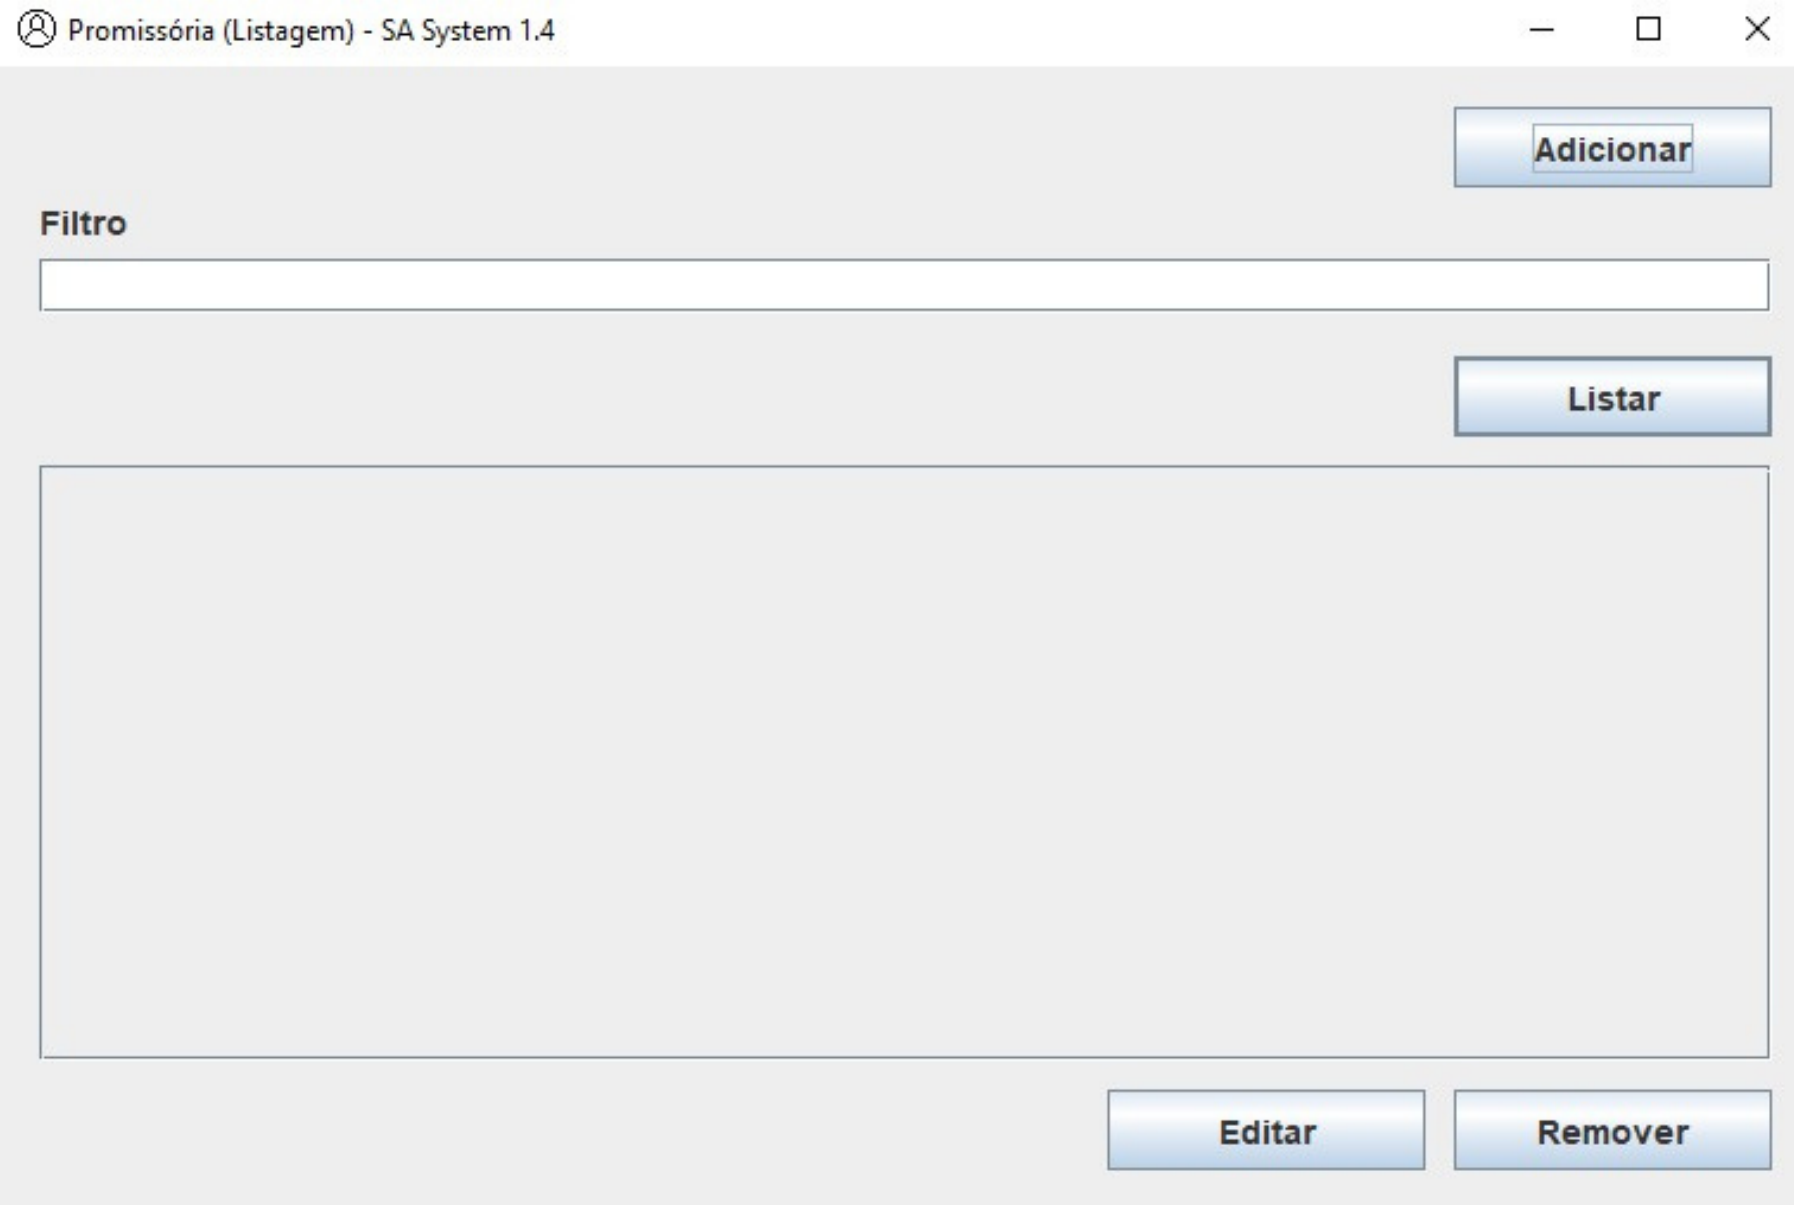 Promissória (Listagem) - SA System 1.4
Adicionar
Filtro
Listar
Editar Remover